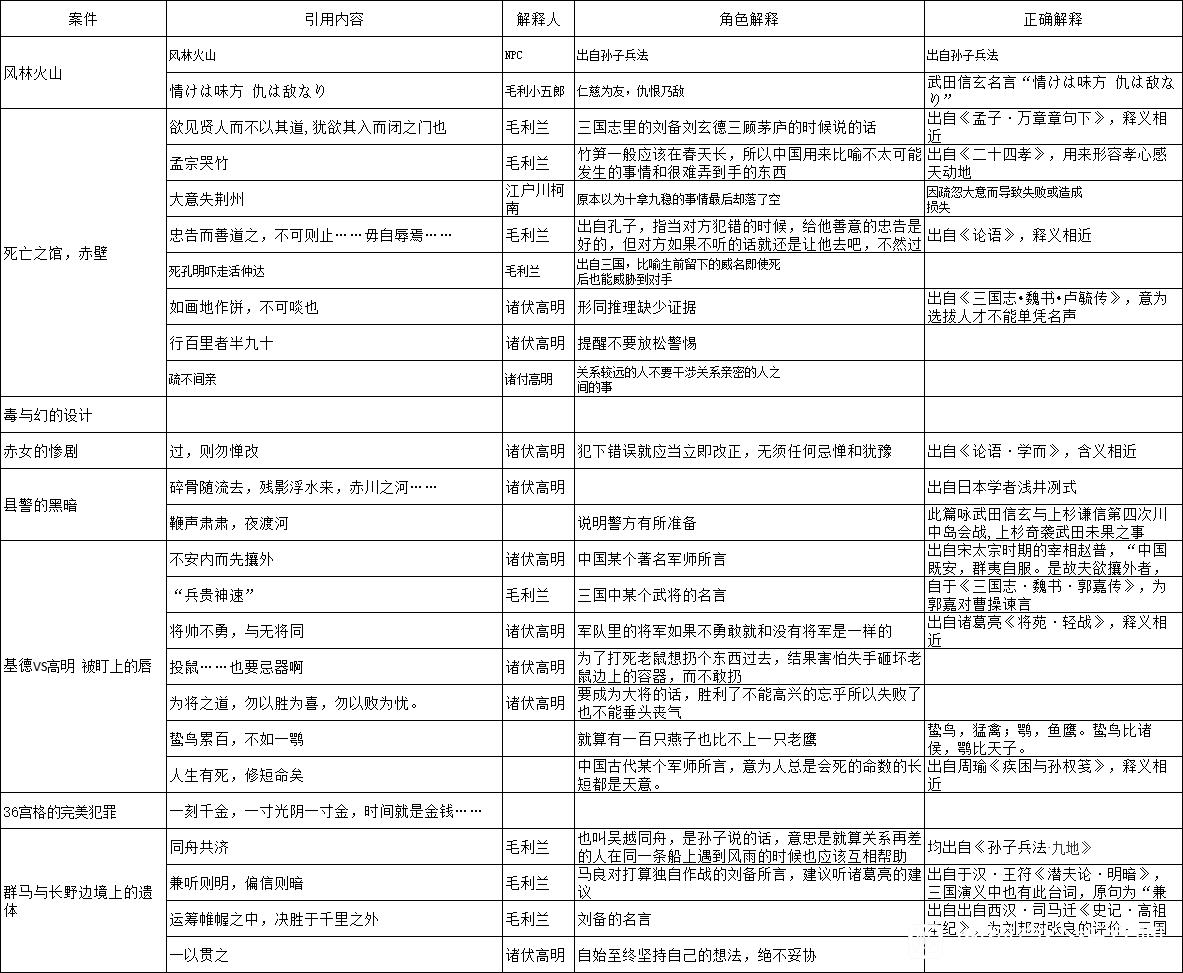 案件 引用内容 解释人 角色解释 正确解释
风林火山
风林火山 NPC 出自孙子兵法 出自孙子兵法
情けは味方 仇は敌なり 毛利小五郎 仁慈为友，仇恨乃敌 武田信玄名言“情けは味方 仇は敌な
り”
死亡之馆，赤壁
欲见贤人而不以其道,犹欲其入而闭之门也 毛利兰 三国志里的刘备刘玄德三顾茅庐的时候说的话 出自《孟子·万章章句下》，释义相
近
孟宗哭竹 毛利兰 竹笋一般应该在春天长，所以中国用来比喻不太可能
发生的事情和很难弄到手的东西 出自《二十四孝》，用来形容孝心感
天动地
大意失荆州 江户川柯
南 原本以为十拿九稳的事情最后却落了空 因疏忽大意而导致失败或造成
损失
忠告而善道之，不可则止……毋自辱焉…… 毛利兰 出自孔子，指当对方犯错的时候，给他善意的忠告是
好的，但对方如果不听的话就还是让他去吧，不然过 出自《论语》，释义相近
死孔明吓走活仲达 毛利兰 出自三国，比喻生前留下的威名即使死
后也能威胁到对手
如画地作饼，不可啖也 诸伏高明 形同推理缺少证据 出自《三国志•魏书•卢毓传》，意为
选拔人才不能单凭名声
行百里者半九十 诸伏高明 提醒不要放松警惕
疏不间亲 诸付高明 关系较远的人不要干涉关系亲密的人之
间的事
毒与幻的设计
赤女的惨剧 过，则勿惮改 诸伏高明 犯下错误就应当立即改正，无须任何忌惮和犹豫 出自《论语·学而》，含义相近
县警的黑暗
碎骨随流去，残影浮水来，赤川之河…… 诸伏高明 出自日本学者浅井冽式
鞭声肃肃，夜渡河 说明警方有所准备 此篇咏武田信玄与上杉谦信第四次川
中岛会战,上杉奇袭武田未果之事
基德vs高明 被盯上的唇
不安内而先攘外 诸伏高明 中国某个著名军师所言 出自宋太宗时期的宰相赵普，“中国
既安，群夷自服。是故夫欲攘外者，
“兵贵神速” 毛利兰 三国中某个武将的名言 自于《三国志·魏书·郭嘉传》，为
郭嘉对曹操谏言
将帅不勇，与无将同 诸伏高明 军队里的将军如果不勇敢就和没有将军是一样的 出自诸葛亮《将苑·轻战》，释义相
近
投鼠……也要忌器啊 诸伏高明 为了打死老鼠想扔个东西过去，结果害怕失手砸坏老
鼠边上的容器，而不敢扔
为将之道，勿以胜为喜，勿以败为忧。 诸伏高明 要成为大将的话，胜利了不能高兴的忘乎所以失败了
也不能垂头丧气
蛰鸟累百，不如一鹗 就算有一百只燕子也比不上一只老鹰 蛰鸟，猛禽；鹗，鱼鹰。蛰鸟比诸
侯，鹗比天子。
人生有死，修短命矣 中国古代某个军师所言，意为人总是会死的命数的长
短都是天意。 出自周瑜《疾困与孙权笺》，释义相
近
36宫格的完美犯罪 一刻千金，一寸光阴一寸金，时间就是金钱……
群马与长野边境上的遗
体
同舟共济 毛利兰 也叫吴越同舟，是孙子说的话，意思是就算关系再差
的人在同一条船上遇到风雨的时候也应该互相帮助 均出自《孙子兵法·九地》
兼听则明，偏信则暗 毛利兰 马良对打算独自作战的刘备所言，建议听诸葛亮的建
议 出自于汉·王符《潜夫论·明暗》，
三国演义中也有此台词，原句为“兼
运筹帷幄之中，决胜于千里之外 毛利兰 刘备的名言 出自出自西汉·司马迁《史记·高祖
本纪》，为刘邦对张良的评价，三国
一以贯之 诸伏高明 自始至终坚持自己的想法，绝不妥协